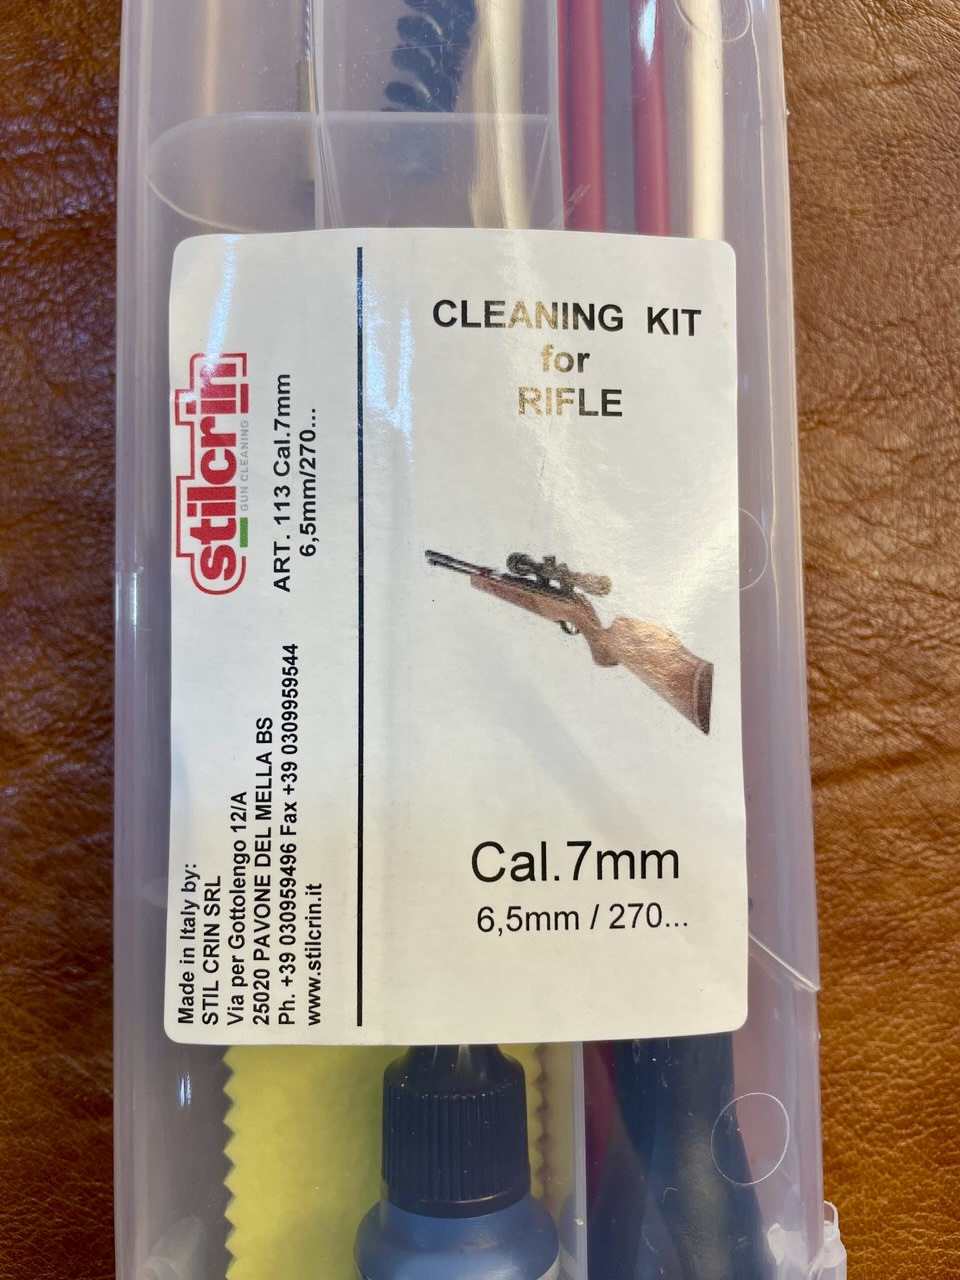 CLEANING KIT
for
RIFLE
Cal.7mm
6,5mm / 270...
stilcrin
GUN CLEANING
ART. 113 Cal.7mm
6,5mm/270...
Made in Italy by:
STIL CRIN SRL
Via per Gottolengo 12/A
25020 PAVONE DEL MELLA BS
Ph. +39 030959496 Fax +39 0309959544
www.stilcrin.it